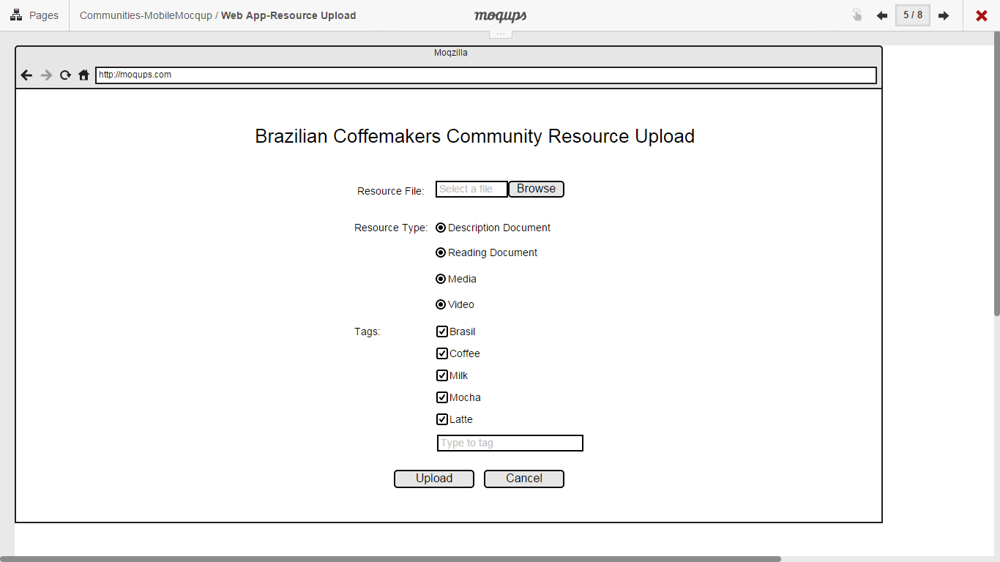 Pages Communities-MobileMocqup / Web App-Resource Upload moqups 5 / 8
...
Moqzilla
http://moqups.com
Brazilian Coffemakers Community Resource Upload
Resource File: Select a file Browse
Resource Type: Description Document
Reading Document
Media
Video
Tags: Brasil
Coffee
Milk
Mocha
Latte
Type to tag
Upload Cancel